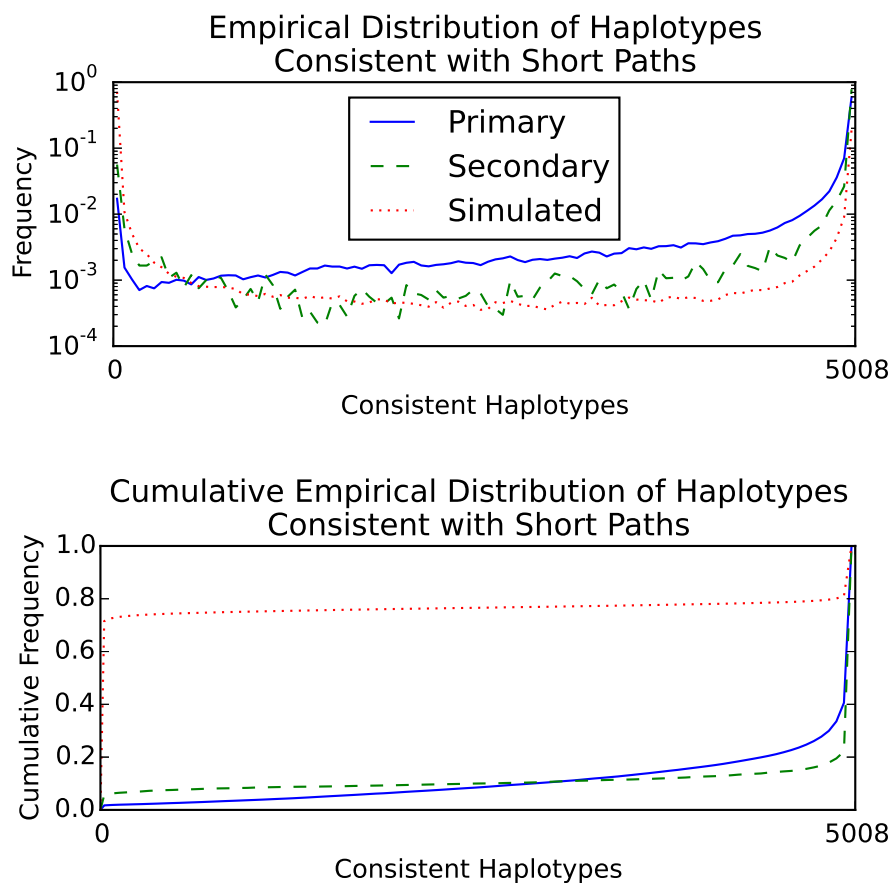 Empirical Distribution of Haplotypes
Consistent with Short Paths
Frequency
10^0
10^-1
10^-2
10^-3
10^-4
Primary
Secondary
Simulated
0
5008
Consistent Haplotypes
Cumulative Empirical Distribution of Haplotypes
Consistent with Short Paths
Cumulative Frequency
1.0
0.8
0.6
0.4
0.2
0.0
0
5008
Consistent Haplotypes